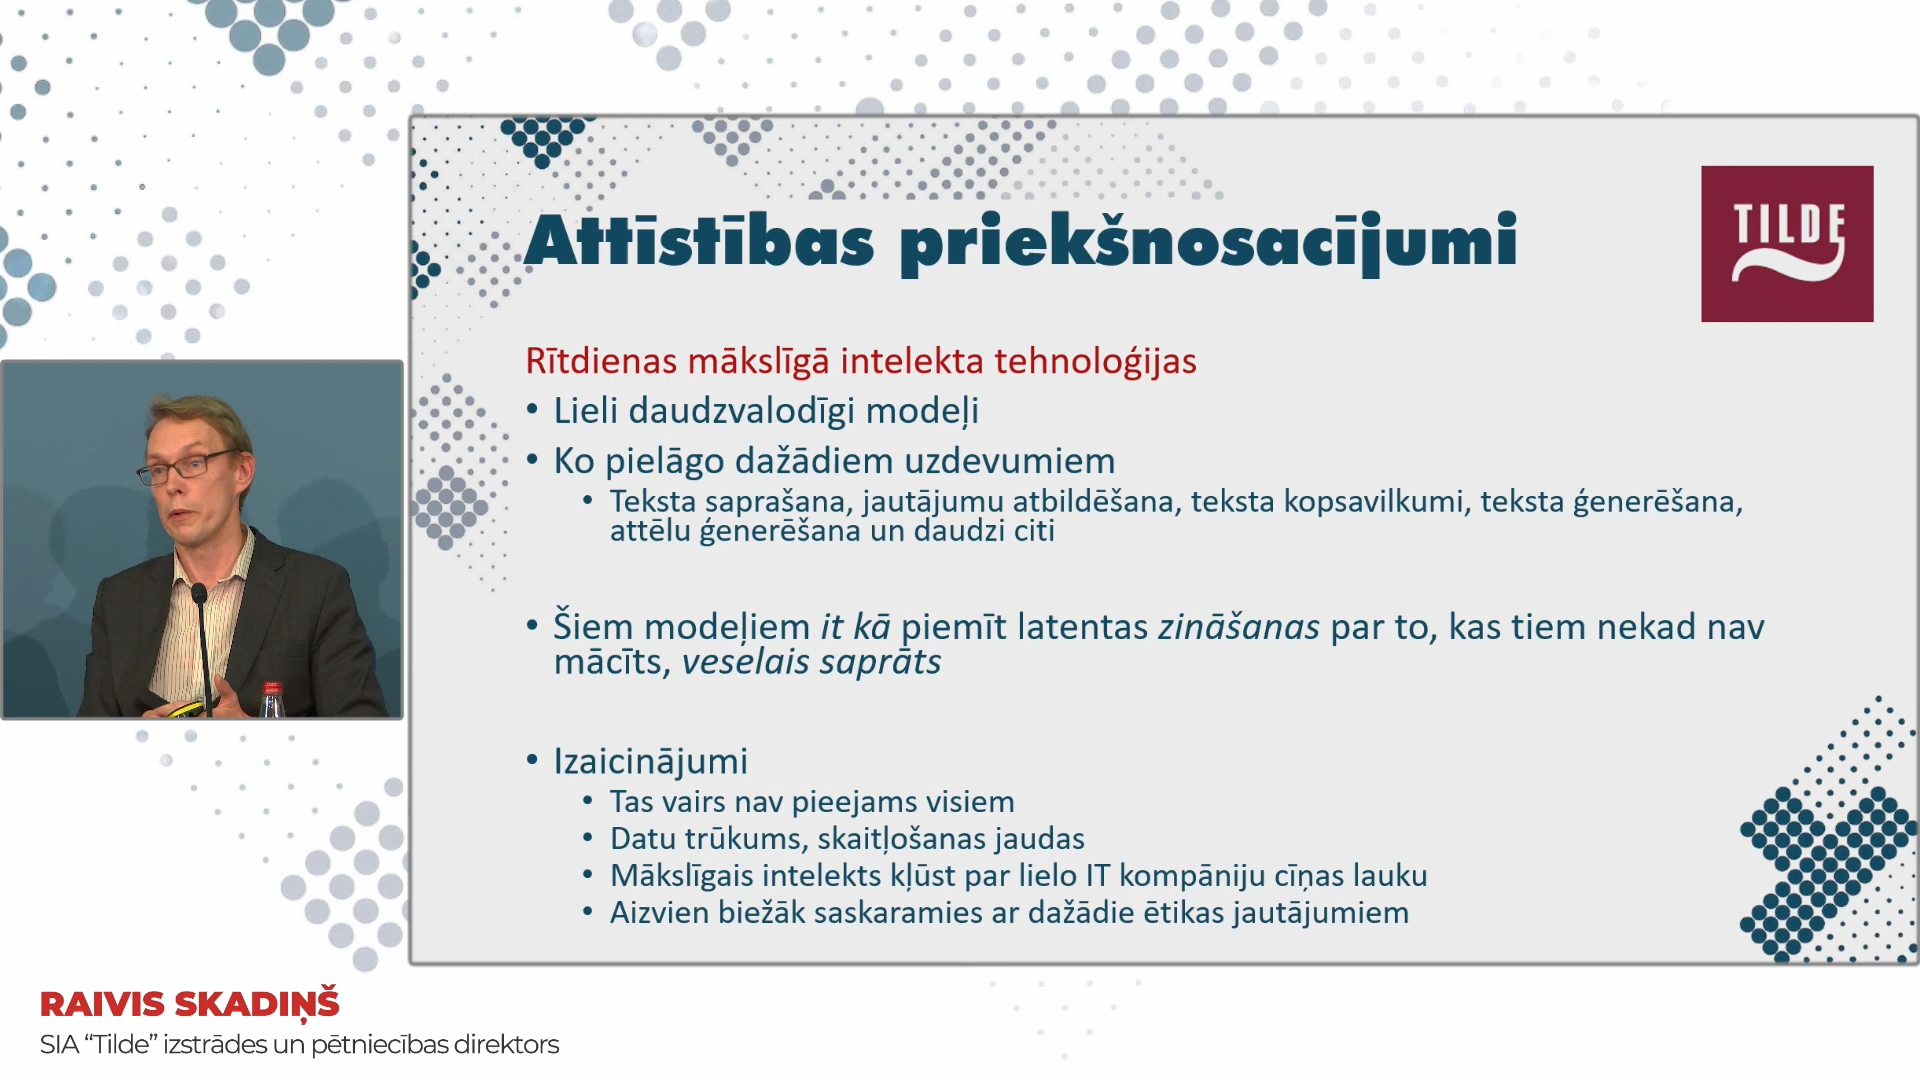 TILDE
Attīstības priekšnosacījumi
Rītdienas mākslīgā intelekta tehnoloģijas
• Lieli daudzvalodīgi modeļi
• Ko pielāgo dažādiem uzdevumiem
• Teksta saprašana, jautājumu atbildēšana, teksta kopsavilkumi, teksta ģenerēšana,
attēlu ģenerēšana un daudzi citi
• Šiem modeļiem it kā piemīt latentas zināšanas par to, kas tiem nekad nav
mācīts, veselais saprāts
• Izaicinājumi
• Tas vairs nav pieejams visiem
• Datu trūkums, skaitļošanas jaudas
• Mākslīgais intelekts kļūst par lielo IT kompāniju cīņas lauku
• Aizvien biežāk saskaramies ar dažādie ētikas jautājumiem
RAIVIS SKADIŅŠ
SIA “Tilde” izstrādes un pētniecības direktors